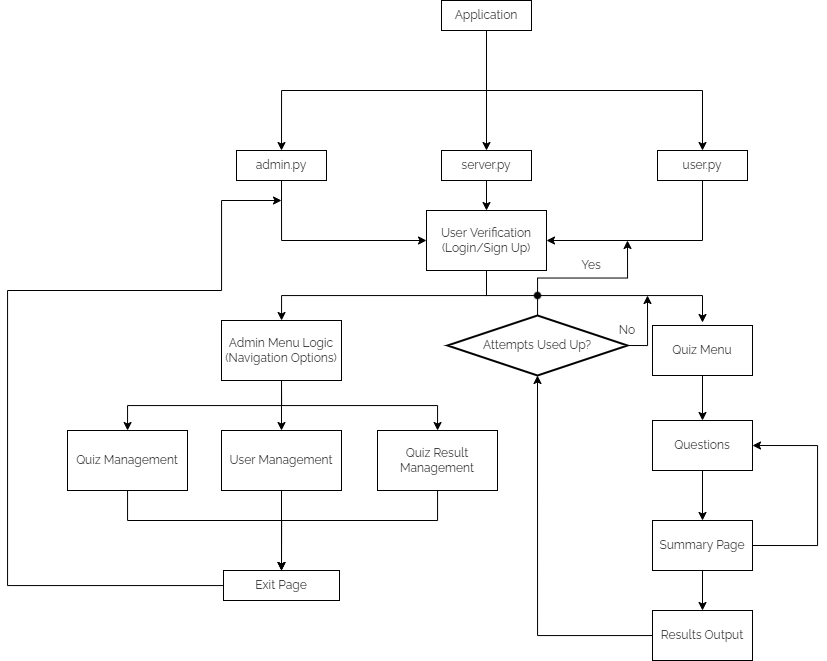 Application
admin.py
server.py
user.py
User Verification
(Login/Sign Up)
Yes
Admin Menu Logic
(Navigation Options)
Attempts Used Up?
No
Quiz Menu
Quiz Management
User Management
Quiz Result
Management
Questions
Summary Page
Exit Page
Results Output